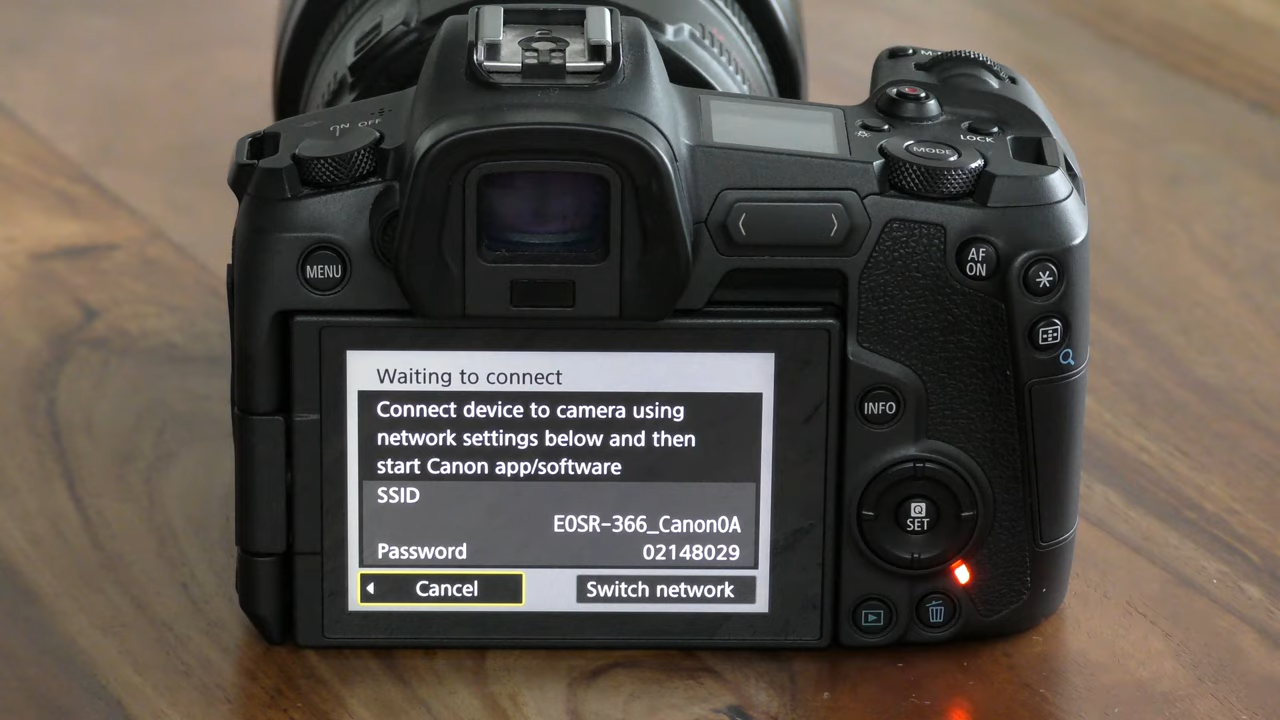 ON OFF
M-Fn
LOCK
MODE
MENU
AF
ON
Waiting to connect
Connect device to camera using
network settings below and then
start Canon app/software
SSID
EOSR-366_Canon0A
Password 02148029
Cancel Switch network
INFO
Q
SET